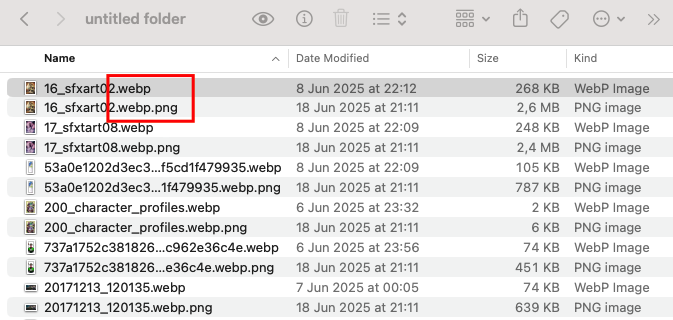 untitled folder
Name Date Modified Size Kind
16_sfxart02.webp 8 Jun 2025 at 22:12 268 KB WebP Image
16_sfxart02.webp.png 18 Jun 2025 at 21:11 2,6 MB PNG image
17_sfxtart08.webp 8 Jun 2025 at 22:09 248 KB WebP Image
17_sfxtart08.webp.png 18 Jun 2025 at 21:11 2,4 MB PNG image
53a0e1202d3ec3...f5cd1f479935.webp 8 Jun 2025 at 22:09 105 KB WebP Image
53a0e1202d3ec3...1f479935.webp.png 18 Jun 2025 at 21:11 787 KB PNG image
200_character_profiles.webp 6 Jun 2025 at 23:32 2 KB WebP Image
200_character_profiles.webp.png 18 Jun 2025 at 21:11 6 KB PNG image
737a1752c381826...c962e36c4e.webp 6 Jun 2025 at 23:56 74 KB WebP Image
737a1752c381826...e36c4e.webp.png 18 Jun 2025 at 21:11 451 KB PNG image
20171213_120135.webp 7 Jun 2025 at 00:05 74 KB WebP Image
20171213_120135.webp.png 18 Jun 2025 at 21:11 639 KB PNG image